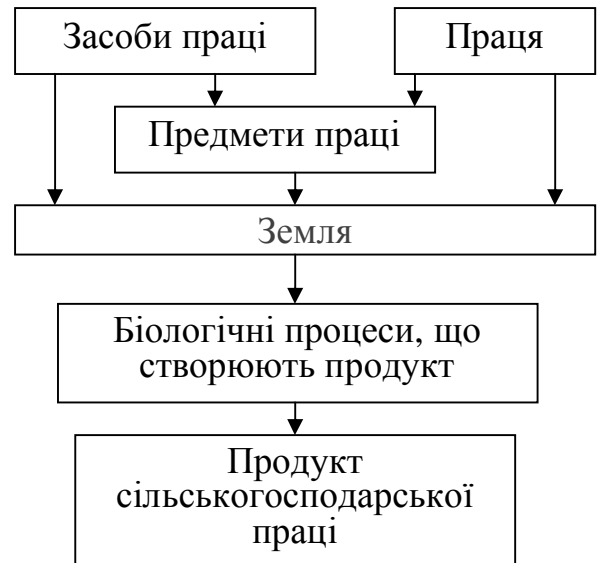 Засоби праці
Праця
Предмети праці
Земля
Біологічні процеси, що
створюють продукт
Продукт
сільськогосподарської
праці